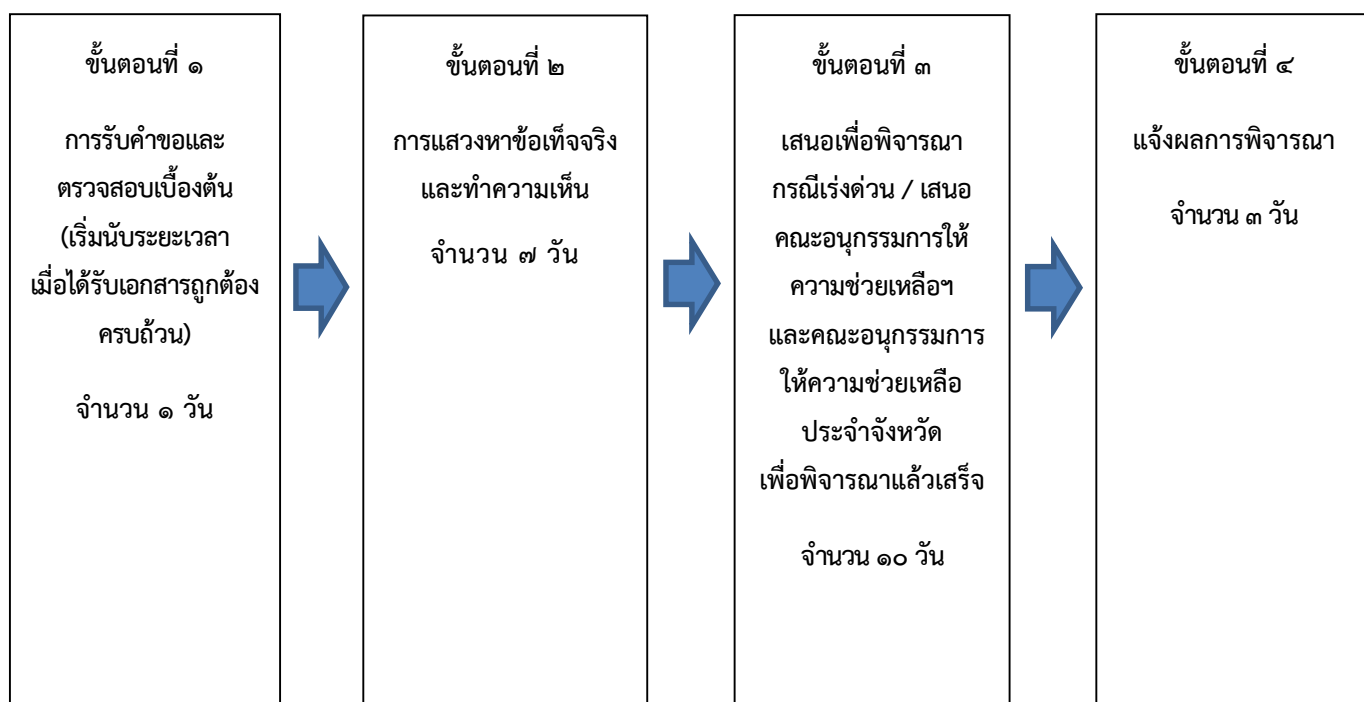 ขั้นตอนที่ ๑
การรับคำขอและ
ตรวจสอบเบื้องต้น
(เริ่มนับระยะเวลา
เมื่อได้รับเอกสารถูกต้อง
ครบถ้วน)
จำนวน ๑ วัน
ขั้นตอนที่ ๒
การแสวงหาข้อเท็จจริง
และทำความเห็น
จำนวน ๗ วัน
ขั้นตอนที่ ๓
เสนอเพื่อพิจารณา
กรณีเร่งด่วน / เสนอ
คณะอนุกรรมการให้
ความช่วยเหลือฯ
และคณะอนุกรรมการ
ให้ความช่วยเหลือ
ประจำจังหวัด
เพื่อพิจารณาแล้วเสร็จ
จำนวน ๑๐ วัน
ขั้นตอนที่ ๔
แจ้งผลการพิจารณา
จำนวน ๓ วัน